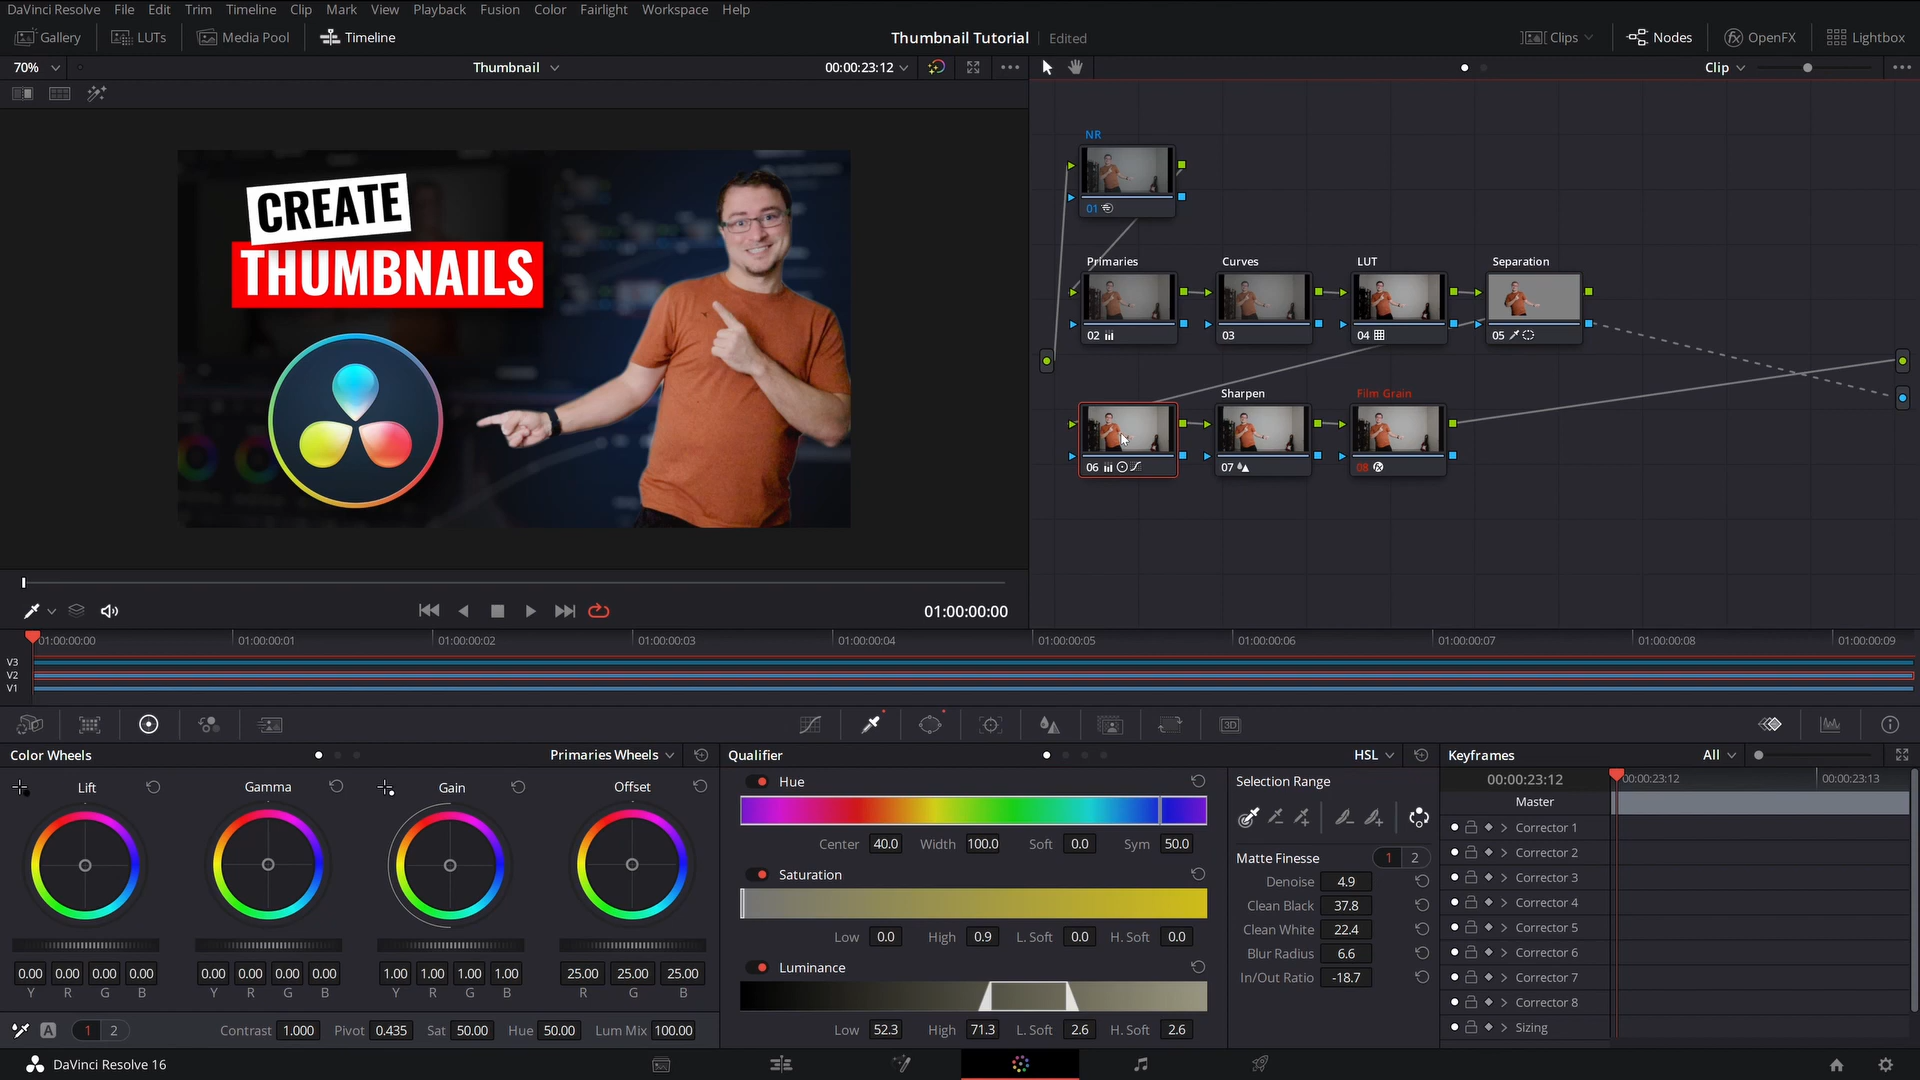 DaVinci Resolve File Edit Trim Timeline Clip Mark View Playback Fusion Color Fairlight Workspace Help
Gallery LUTs Media Pool Timeline Thumbnail Tutorial Edited Clips Nodes OpenFX Lightbox
70% Thumbnail 00:00:23:12 Clip
NR
01
Primaries Curves LUT Separation
02 03 04 05
Sharpen Film Grain
06 07 08
CREATE
THUMBNAILS
01:00:00:00
01:00:00:00 01:00:00:01 01:00:00:02 01:00:00:03 01:00:00:04 01:00:00:05 01:00:00:06 01:00:00:07 01:00:00:08 01:00:00:09
V3
V2
V1
3D
Color Wheels Primaries Wheels Qualifier HSL Keyframes All
Lift Gamma Gain Offset
0.00 0.00 0.00 0.00 0.00 0.00 0.00 0.00 1.00 1.00 1.00 1.00 25.00 25.00 25.00
Y R G B Y R G B Y R G B R G B
A 1 2 Contrast 1.000 Pivot 0.435 Sat 50.00 Hue 50.00 Lum Mix 100.00
Hue
Center 40.0 Width 100.0 Soft 0.0 Sym 50.0
Saturation
Low 0.0 High 0.9 L. Soft 0.0 H. Soft 0.0
Luminance
Low 52.3 High 71.3 L. Soft 2.6 H. Soft 2.6
Selection Range
Matte Finesse 1 2
Denoise 4.9
Clean Black 37.8
Clean White 22.4
Blur Radius 6.6
In/Out Ratio -18.7
00:00:23:12 00:00:23:12 00:00:23:13
Master
Corrector 1
Corrector 2
Corrector 3
Corrector 4
Corrector 5
Corrector 6
Corrector 7
Corrector 8
Sizing
DaVinci Resolve 16